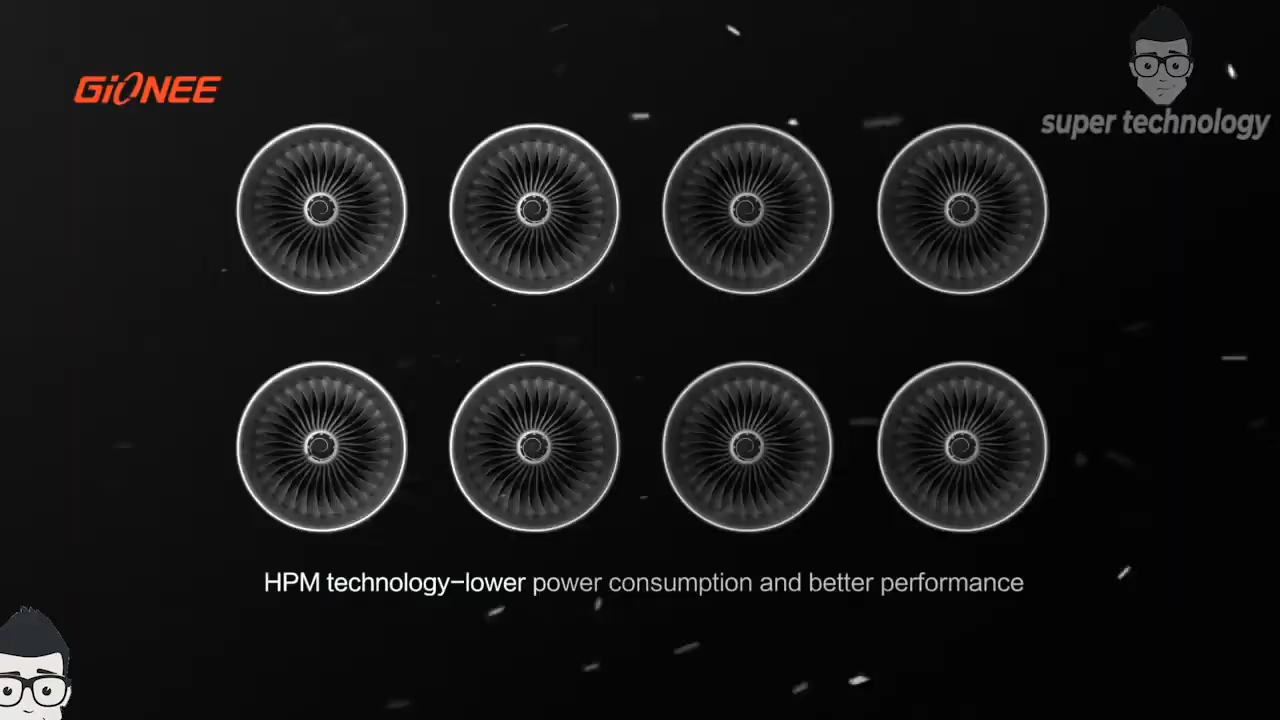 GiONEE
super technology
HPM technology–lower power consumption and better performance